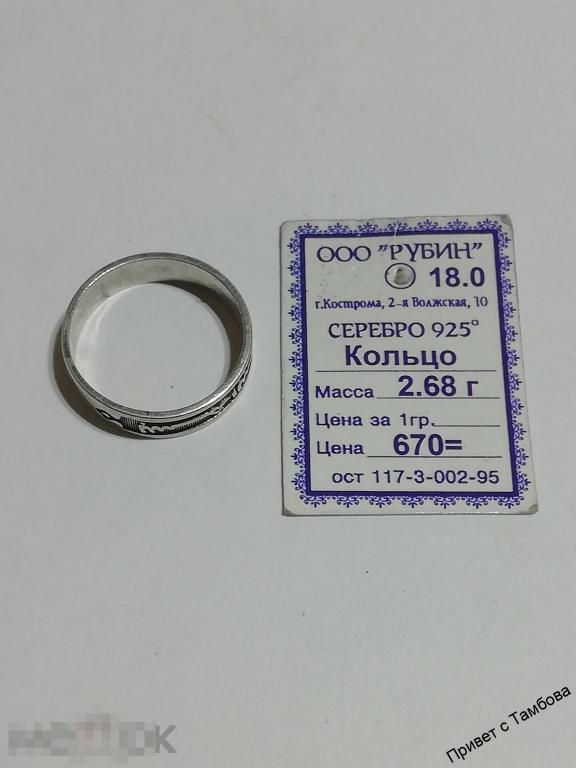 ООО "РУБИН"
18.0
г.Кострома, 2-я Волжская, 10
СЕРЕБРО 925°
Кольцо
Масса 2.68 г
Цена за 1гр.
Цена 670=
ост 117-3-002-95
Привет с Тамбова